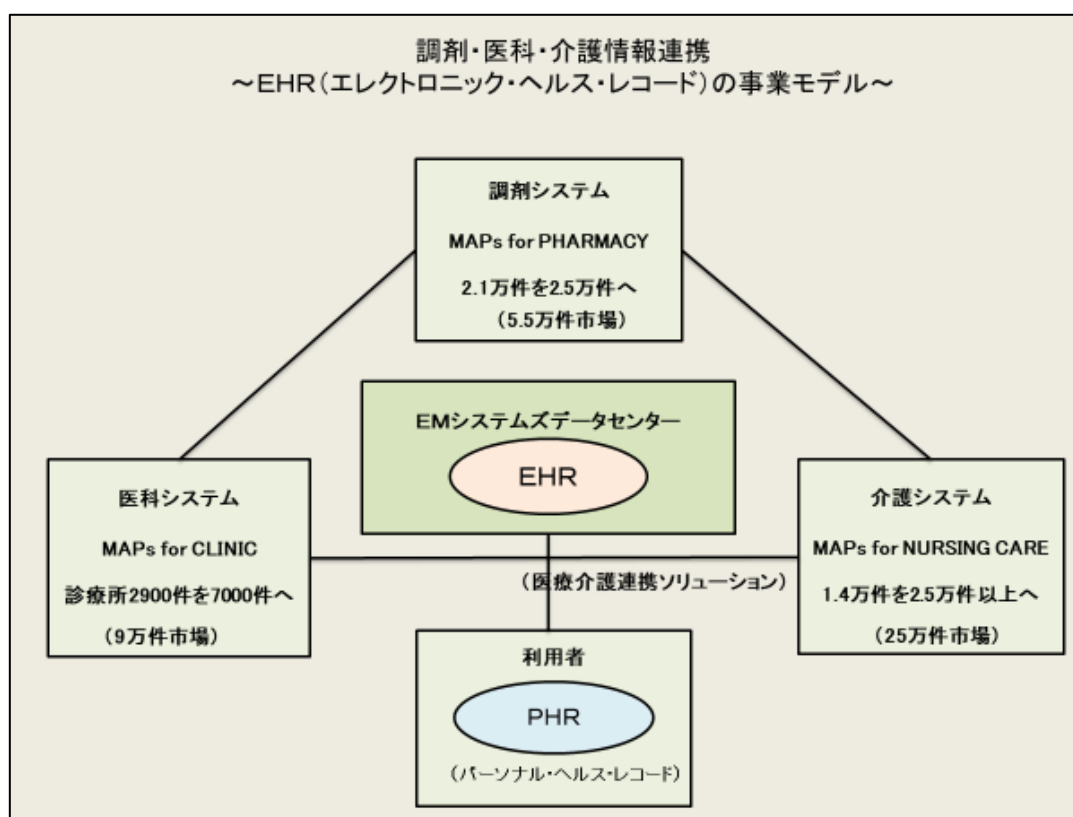 調剤・医科・介護情報連携
～EHR（エレクトロニック・ヘルス・レコード）の事業モデル～
調剤システム
MAPs for PHARMACY
2.1万件を2.5万件へ
（5.5万件市場）
EMシステムズデータセンター
EHR
医科システム
MAPs for CLINIC
診療所2900件を7000件へ
（9万件市場）
介護システム
MAPs for NURSING CARE
1.4万件を2.5万件以上へ
（25万件市場）
（医療介護連携ソリューション）
利用者
PHR
（パーソナル・ヘルス・レコード）